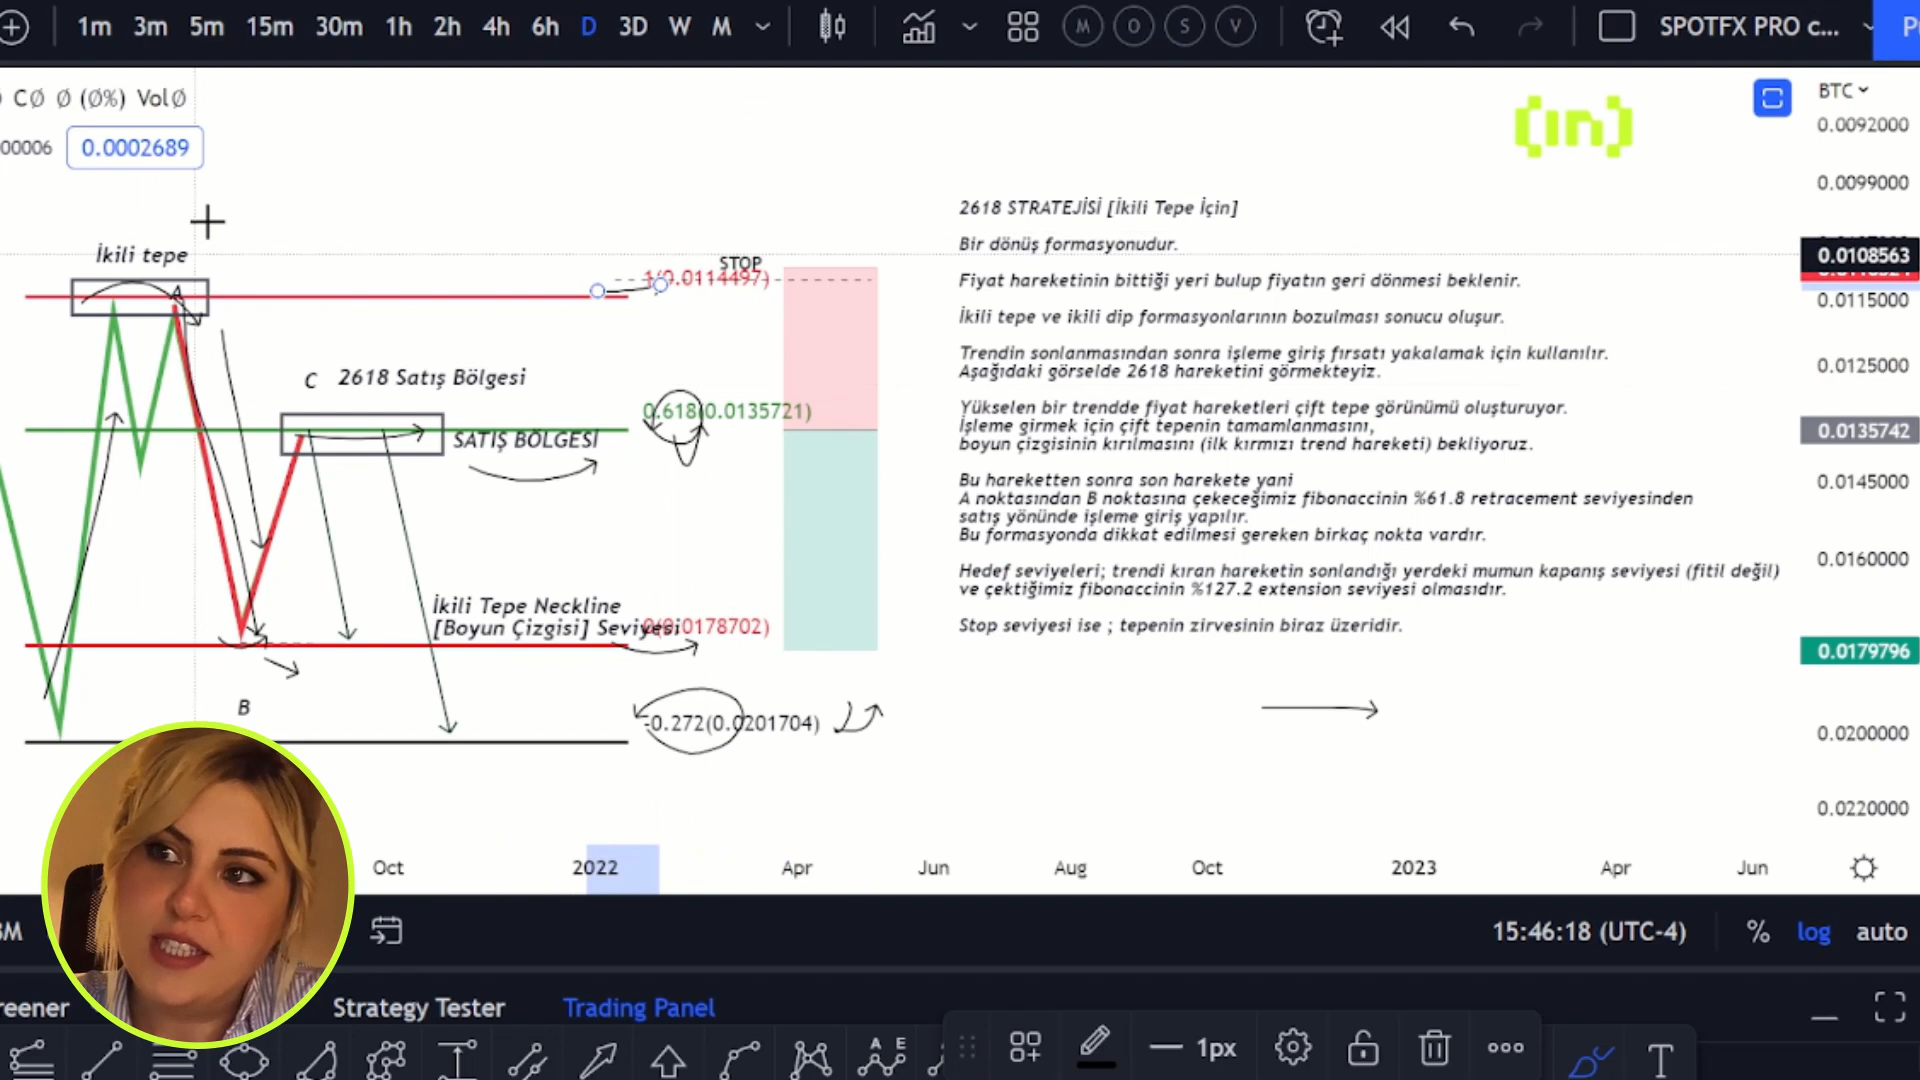 1m 3m 5m 15m 30m 1h 2h 4h 6h D 3D W M
M O S V
SPOTFX PRO c...
CØ Ø (Ø%) VolØ
00006 0.0002689
(in)
BTC
0.0092000
0.0099000
0.0108563
0.0115000
0.0125000
0.0135742
0.0145000
0.0160000
0.0179796
0.0200000
0.0220000
İkili tepe
A
STOP
1(0.0114497)
C 2618 Satış Bölgesi
0.618(0.0135721)
SATIŞ BÖLGESİ
İkili Tepe Neckline
[Boyun Çizgisi] Seviyesi
0(0.0178702)
B
-0.272(0.0201704)
2618 STRATEJİSİ [İkili Tepe İçin]
Bir dönüş formasyonudur.
Fiyat hareketinin bittiği yeri bulup fiyatın geri dönmesi beklenir.
İkili tepe ve ikili dip formasyonlarının bozulması sonucu oluşur.
Trendin sonlanmasından sonra işleme giriş fırsatı yakalamak için kullanılır.
Aşağıdaki görselde 2618 hareketini görmekteyiz.
Yükselen bir trendde fiyat hareketleri çift tepe görünümü oluşturuyor.
İşleme girmek için çift tepenin tamamlanmasını,
boyun çizgisinin kırılmasını (ilk kırmızı trend hareketi) bekliyoruz.
Bu hareketten sonra son harekete yani
A noktasından B noktasına çekeceğimiz fibonaccinin %61.8 retracement seviyesinden
satış yönünde işleme giriş yapılır.
Bu formasyonda dikkat edilmesi gereken birkaç nokta vardır.
Hedef seviyeleri; trendi kıran hareketin sonlandığı yerdeki mumun kapanış seviyesi (fitil değil)
ve çektiğimiz fibonaccinin %127.2 extension seviyesi olmasıdır.
Stop seviyesi ise ; tepenin zirvesinin biraz üzeridir.
Oct 2022 Apr Jun Aug Oct 2023 Apr Jun
15:46:18 (UTC-4) % log auto
reener Strategy Tester Trading Panel
A E
1px
T